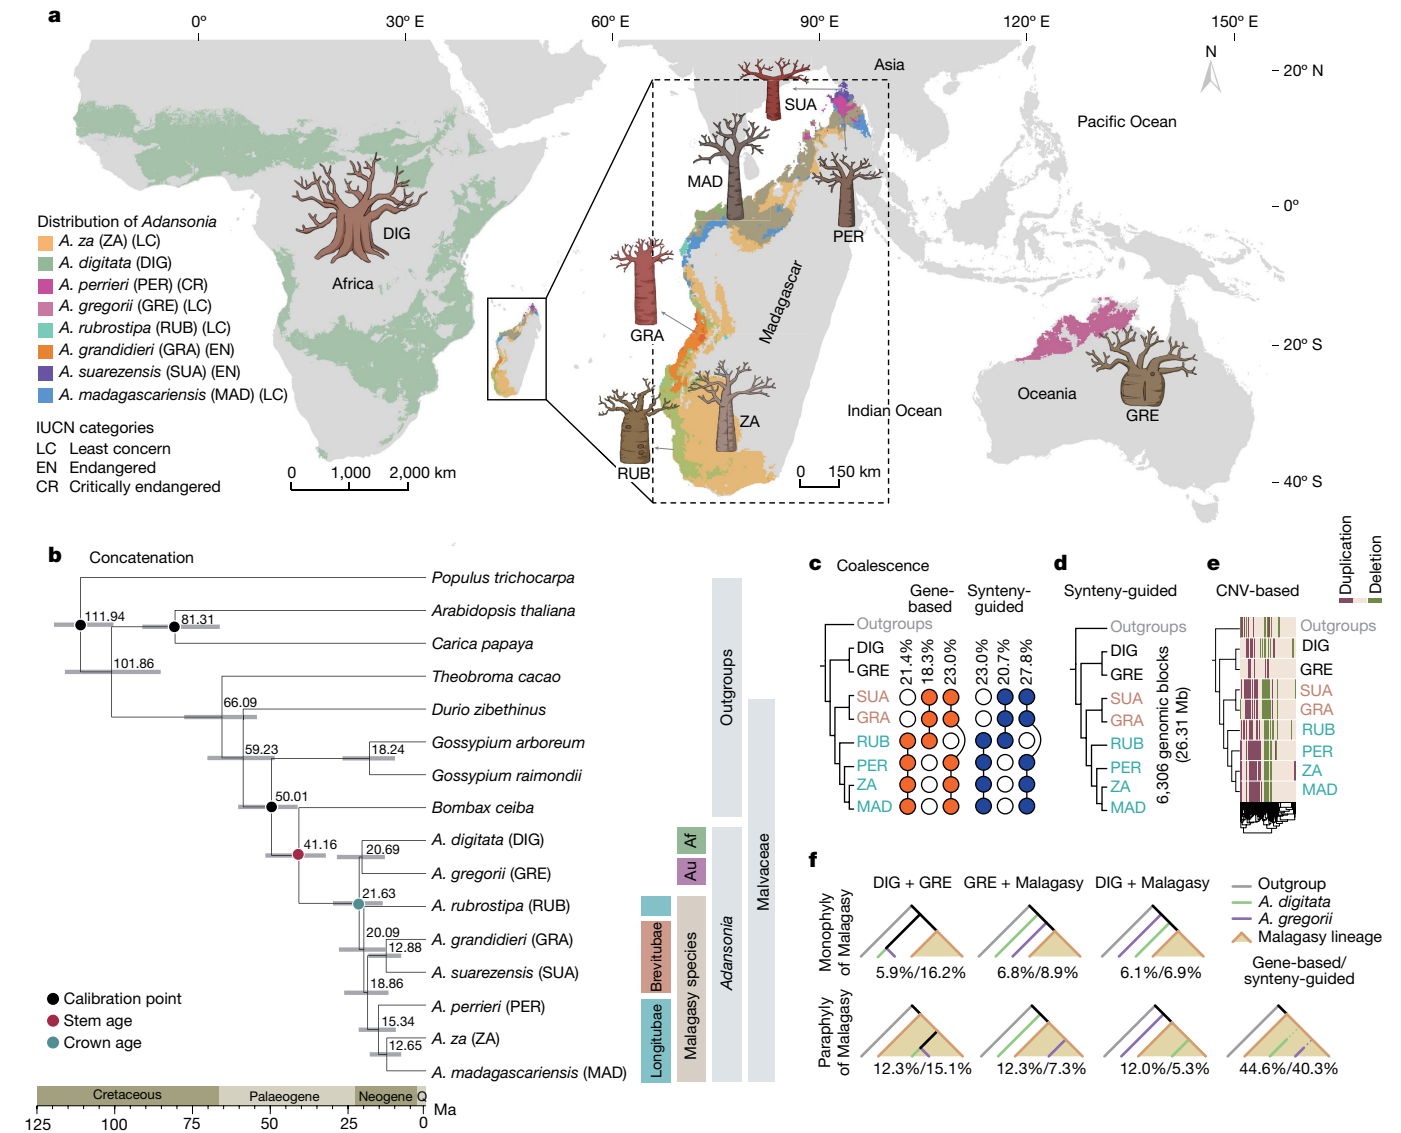 a
0º
30º E
60º E
90º E
120º E
150º E
N
20º N
0º
20º S
40º S
Asia
Pacific Ocean
SUA
MAD
PER
DIG
Africa
GRA
Madagascar
ZA
RUB
Indian Ocean
Oceania
GRE
Distribution of Adansonia
A. za (ZA) (LC)
A. digitata (DIG)
A. perrieri (PER) (CR)
A. gregorii (GRE) (LC)
A. rubrostipa (RUB) (LC)
A. grandidieri (GRA) (EN)
A. suarezensis (SUA) (EN)
A. madagascariensis (MAD) (LC)
IUCN categories
LC Least concern
EN Endangered
CR Critically endangered
0 1,000 2,000 km
0 150 km
b Concatenation
Populus trichocarpa
Arabidopsis thaliana
Carica papaya
Theobroma cacao
Durio zibethinus
Gossypium arboreum
Gossypium raimondii
Bombax ceiba
A. digitata (DIG)
A. gregorii (GRE)
A. rubrostipa (RUB)
A. grandidieri (GRA)
A. suarezensis (SUA)
A. perrieri (PER)
A. za (ZA)
A. madagascariensis (MAD)
111.94
81.31
101.86
66.09
59.23
18.24
50.01
41.16
20.69
21.63
20.09
12.88
18.86
15.34
12.65
Calibration point
Stem age
Crown age
Af
Au
Brevitubae
Longitubae
Malagasy species
Outgroups
Adansonia
Malvaceae
Cretaceous Palaeogene Neogene Q
Ma
125 100 75 50 25 0
c Coalescence
Gene-
based
Synteny-
guided
21.4%
18.3%
23.0%
23.0%
20.7%
27.8%
Outgroups
DIG
GRE
SUA
GRA
RUB
PER
ZA
MAD
d
Synteny-guided
Outgroups
DIG
GRE
SUA
GRA
RUB
PER
ZA
MAD
6,306 genomic blocks
(26.31 Mb)
e
CNV-based
Duplication
Deletion
Outgroups
DIG
GRE
SUA
GRA
RUB
PER
ZA
MAD
f
DIG + GRE
GRE + Malagasy
DIG + Malagasy
Monophyly
of Malagasy
5.9%/16.2%
6.8%/8.9%
6.1%/6.9%
Outgroup
A. digitata
A. gregorii
Malagasy lineage
Gene-based/
synteny-guided
Paraphyly
of Malagasy
12.3%/15.1%
12.3%/7.3%
12.0%/5.3%
44.6%/40.3%